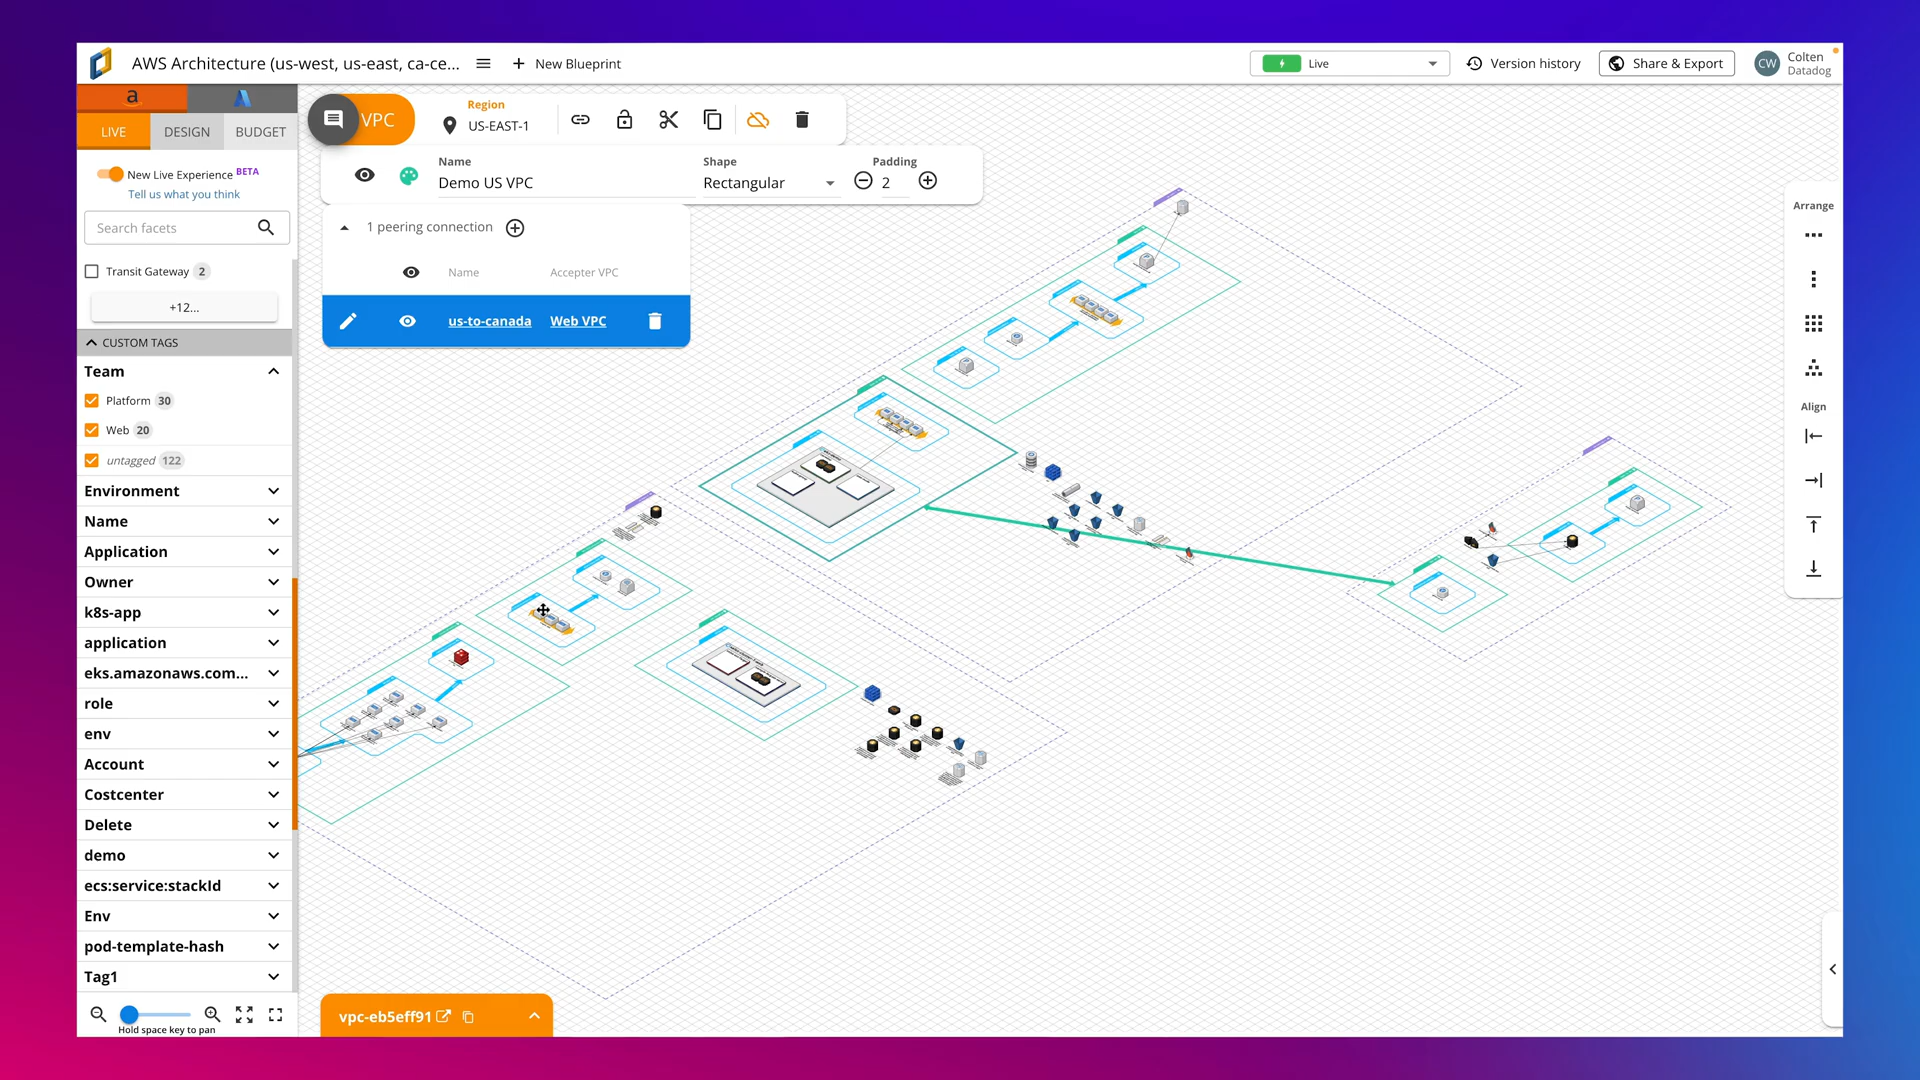 AWS Architecture (us-west, us-east, ca-ce...
New Blueprint
Live
Version history
Share & Export
CW
Colten
Datadog
a
LIVE
DESIGN
BUDGET
New Live Experience BETA
Tell us what you think
Search facets
Transit Gateway 2
+12...
CUSTOM TAGS
Team
Platform 30
Web 20
untagged 122
Environment
Name
Application
Owner
k8s-app
application
eks.amazonaws.com...
role
env
Account
Costcenter
Delete
demo
ecs:service:stackId
Env
pod-template-hash
Tag1
Hold space key to pan
VPC
Region
US-EAST-1
Name
Demo US VPC
Shape
Rectangular
Padding
2
1 peering connection
Name
Accepter VPC
us-to-canada
Web VPC
vpc-eb5eff91
Arrange
Align